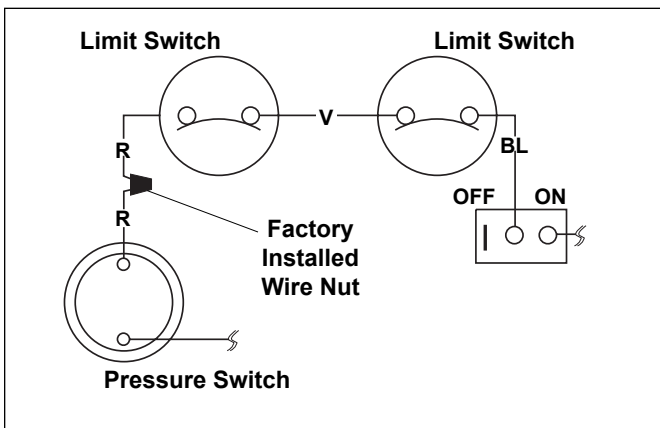 Limit Switch
Limit Switch
V
R
BL
OFF ON
R
Factory
Installed
Wire Nut
Pressure Switch